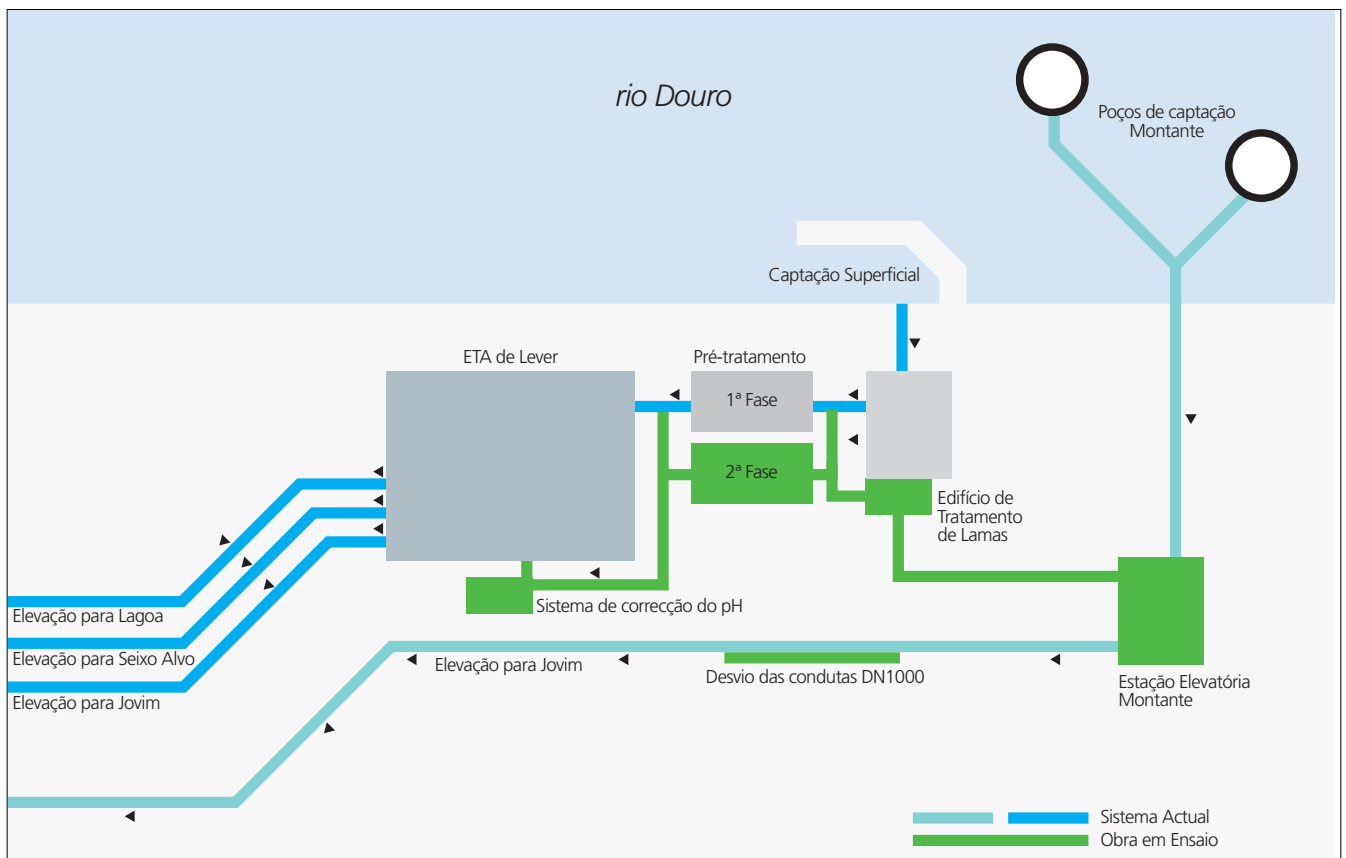 rio Douro
Poços de captação
Montante
Captação Superficial
ETA de Lever
Pré-tratamento
1ª Fase
2ª Fase
Edifício de
Tratamento
de Lamas
Sistema de correcção do pH
Elevação para Lagoa
Elevação para Seixo Alvo
Elevação para Jovim
Elevação para Jovim
Desvio das condutas DN1000
Estação Elevatória
Montante
Sistema Actual
Obra em Ensaio